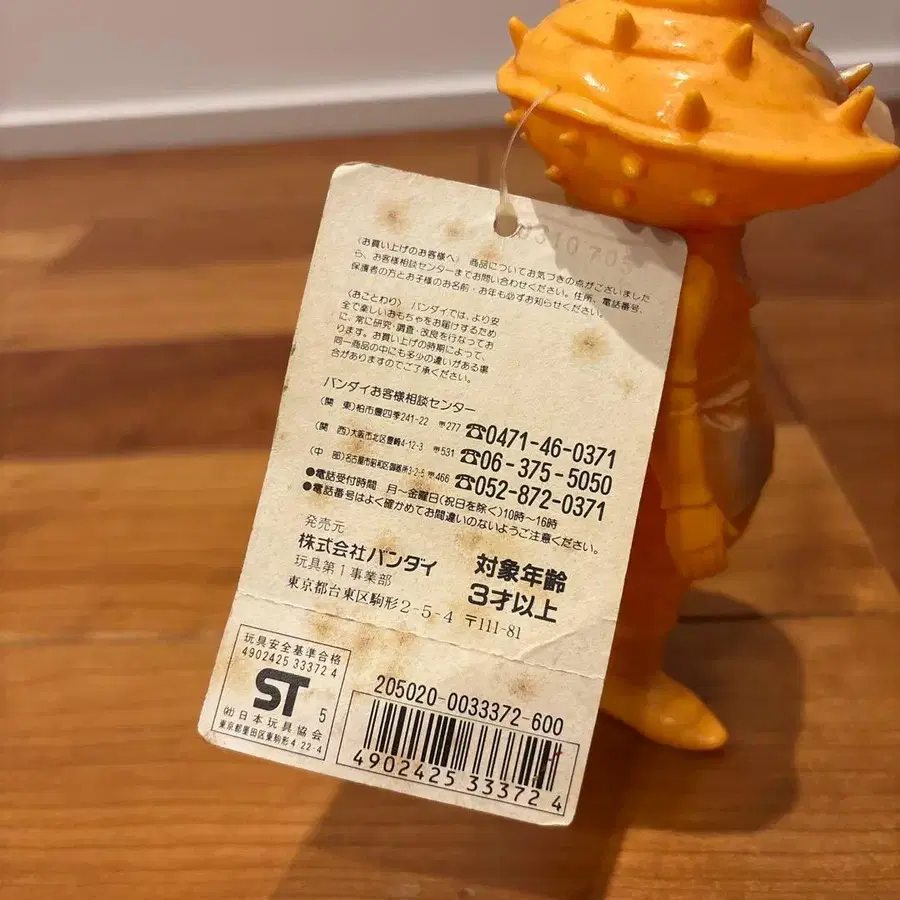 0310705
〈お買い上げのお客様へ〉 商品についてお気づきの点がございました
ら、お客様相談センターまでお問い合わせください。住所、電話番号、
保護者の方とお子様のお名前・お年も必ずお知らせください。
〈おことわり〉 バンダイでは、より安
全で楽しいおもちゃをお届けするため
に、常に研究・調査・改良を行なってお
ります。お買い上げの時期によって、
同一商品の中にも多少の違いがある場
合がありますのでご了承ください。
バンダイお客様相談センター
(関 東)柏市豊四季241-22 〒277 ☎0471-46-0371
(関 西)大阪市北区豊崎4-12-3 〒531 ☎06-375-5050
(中 部)名古屋市昭和区御器所3-2-5 〒466 ☎052-872-0371
●電話受付時間 月〜金曜日(祝日を除く)10時〜16時
●電話番号はよく確かめてお間違いのないようご注意ください。
発売元
株式会社バンダイ
玩具第1事業部
東京都台東区駒形2-5-4 〒111-81
対象年齢
3才以上
玩具安全基準合格
4902425 33372 4
ST 5
(社)日本玩具協会
東京都墨田区東駒形4-22-4
205020-0033372-600
4902425 333724